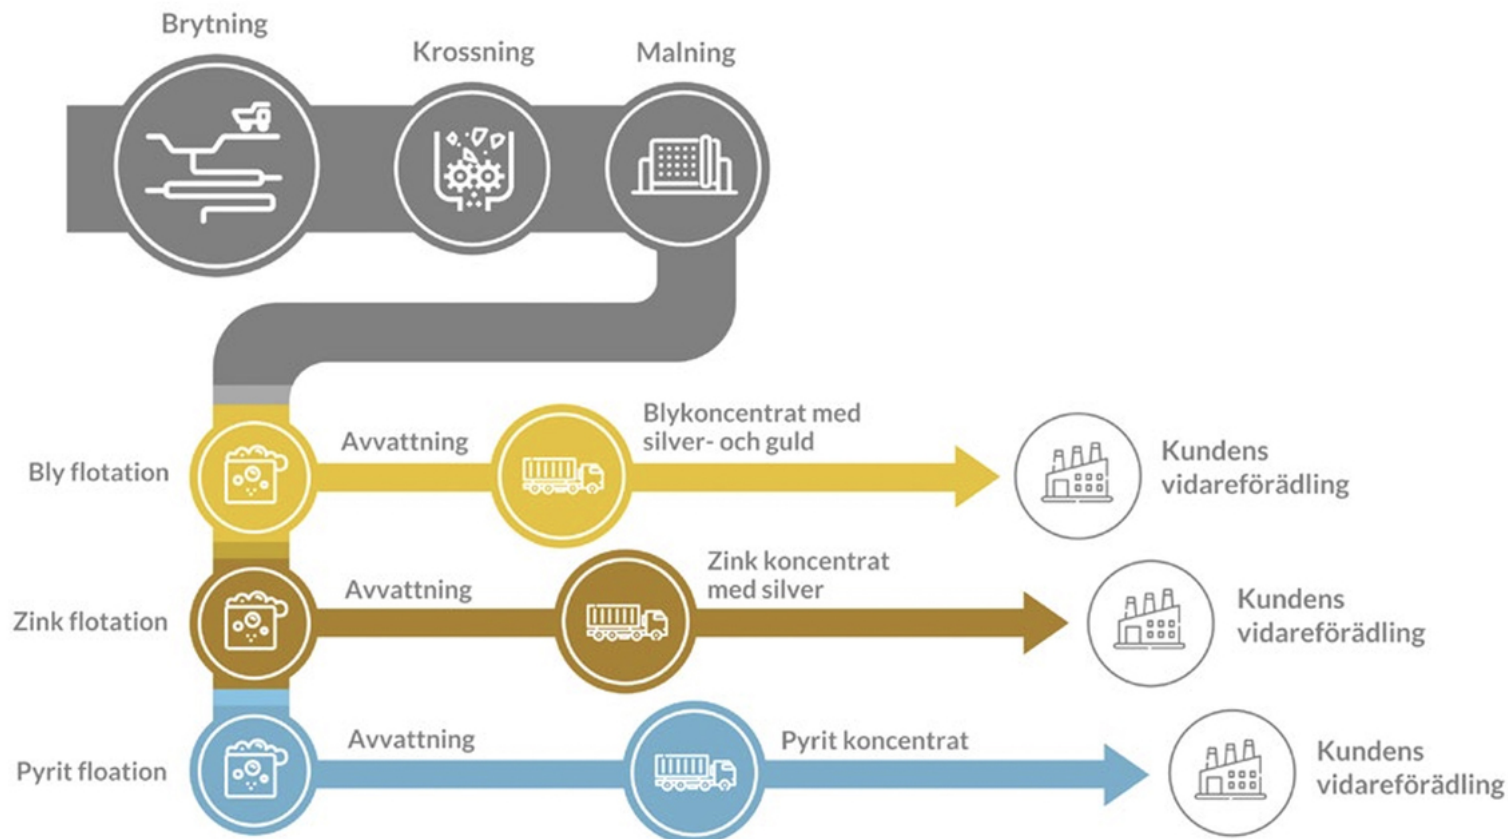 Brytning
Krossning
Malning
Bly flotation
Avvattning
Blykoncentrat med
silver- och guld
Kundens
vidareförädling
Zink flotation
Avvattning
Zink koncentrat
med silver
Kundens
vidareförädling
Pyrit floation
Avvattning
Pyrit koncentrat
Kundens
vidareförädling